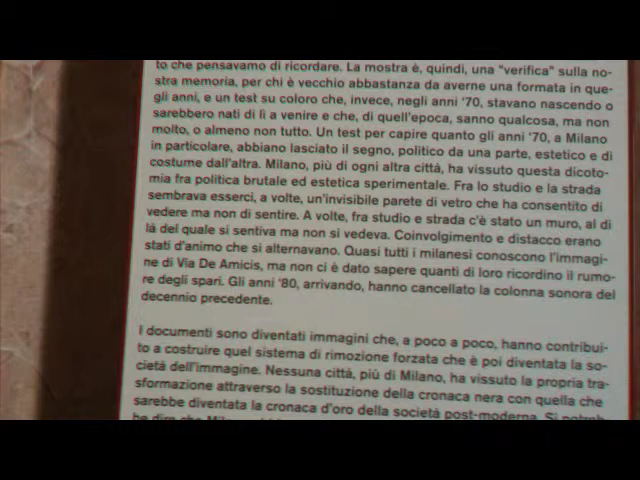 to che pensavamo di ricordare. La mostra è, quindi, una "verifica" sulla no-
stra memoria, per chi è vecchio abbastanza da averne una formata in que-
gli anni, e un test su coloro che, invece, negli anni '70, stavano nascendo o
sarebbero nati di lì a venire e che, di quell'epoca, sanno qualcosa, ma non
molto, o almeno non tutto. Un test per capire quanto gli anni '70, a Milano
in particolare, abbiano lasciato il segno, politico da una parte, estetico e di
costume dall'altra. Milano, più di ogni altra città, ha vissuto questa dicoto-
mia fra politica brutale ed estetica sperimentale. Fra lo studio e la strada
sembrava esserci, a volte, un'invisibile parete di vetro che ha consentito di
vedere ma non di sentire. A volte, fra studio e strada c'è stato un muro, al di
là del quale si sentiva ma non si vedeva. Coinvolgimento e distacco erano
stati d'animo che si alternavano. Quasi tutti i milanesi conoscono l'immagi-
ne di Via De Amicis, ma non ci è dato sapere quanti di loro ricordino il rumo-
re degli spari. Gli anni '80, arrivando, hanno cancellato la colonna sonora del
decennio precedente.
I documenti sono diventati immagini che, a poco a poco, hanno contribui-
to a costruire quel sistema di rimozione forzata che è poi diventata la so-
cietà dell'immagine. Nessuna città, più di Milano, ha vissuto la propria tra-
sformazione attraverso la sostituzione della cronaca nera con quella che
sarebbe diventata la cronaca d'oro della società post-moderna. Si potreb-
be dire che